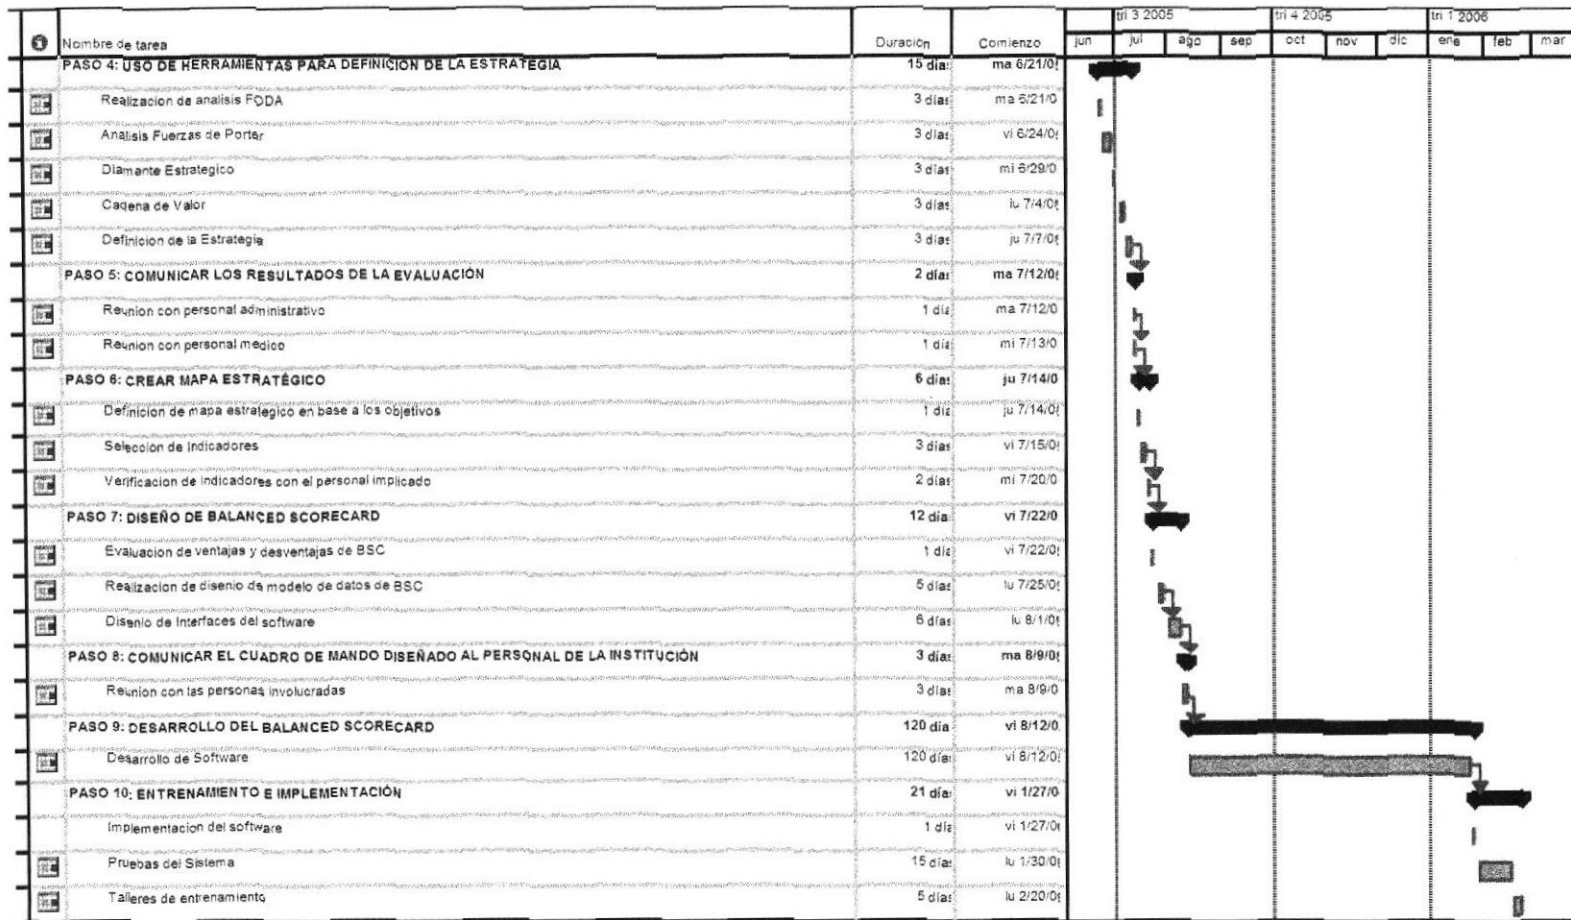 tri 3 2005 tri 4 2005 tri 1 2006
Nombre de tarea Duración Comienzo jun jul ago sep oct nov dic ene feb mar
PASO 4: USO DE HERRAMIENTAS PARA DEFINICION DE LA ESTRATEGIA 15 días ma 6/21/05
Realizacion de analisis FODA 3 días ma 6/21/0
Analisis Fuerzas de Porter 3 días vi 6/24/05
Diamante Estrategico 3 días mi 6/29/0
Cadena de Valor 3 días lu 7/4/05
Definicion de la Estrategia 3 días ju 7/7/05
PASO 5: COMUNICAR LOS RESULTADOS DE LA EVALUACIÓN 2 días ma 7/12/05
Reunion con personal administrativo 1 día ma 7/12/0
Reunion con personal medico 1 día mi 7/13/0
PASO 6: CREAR MAPA ESTRATÉGICO 6 días ju 7/14/0
Definicion de mapa estrategico en base a los objetivos 1 día ju 7/14/05
Seleccion de Indicadores 3 días vi 7/15/05
Verificacion de indicadores con el personal implicado 2 días mi 7/20/0
PASO 7: DISEÑO DE BALANCED SCORECARD 12 días vi 7/22/0
Evaluacion de ventajas y desventajas de BSC 1 día vi 7/22/05
Realizacion de disenio de modelo de datos de BSC 5 días lu 7/25/05
Disenio de Interfaces del software 6 días lu 8/1/05
PASO 8: COMUNICAR EL CUADRO DE MANDO DISEÑADO AL PERSONAL DE LA INSTITUCIÓN 3 días ma 8/9/05
Reunion con las personas involucradas 3 días ma 8/9/0
PASO 9: DESARROLLO DEL BALANCED SCORECARD 120 día vi 8/12/0
Desarrollo de Software 120 días vi 8/12/05
PASO 10: ENTRENAMIENTO E IMPLEMENTACIÓN 21 días vi 1/27/0
Implementacion del software 1 día vi 1/27/06
Pruebas del Sistema 15 días lu 1/30/06
Talleres de entrenamiento 5 días lu 2/20/06